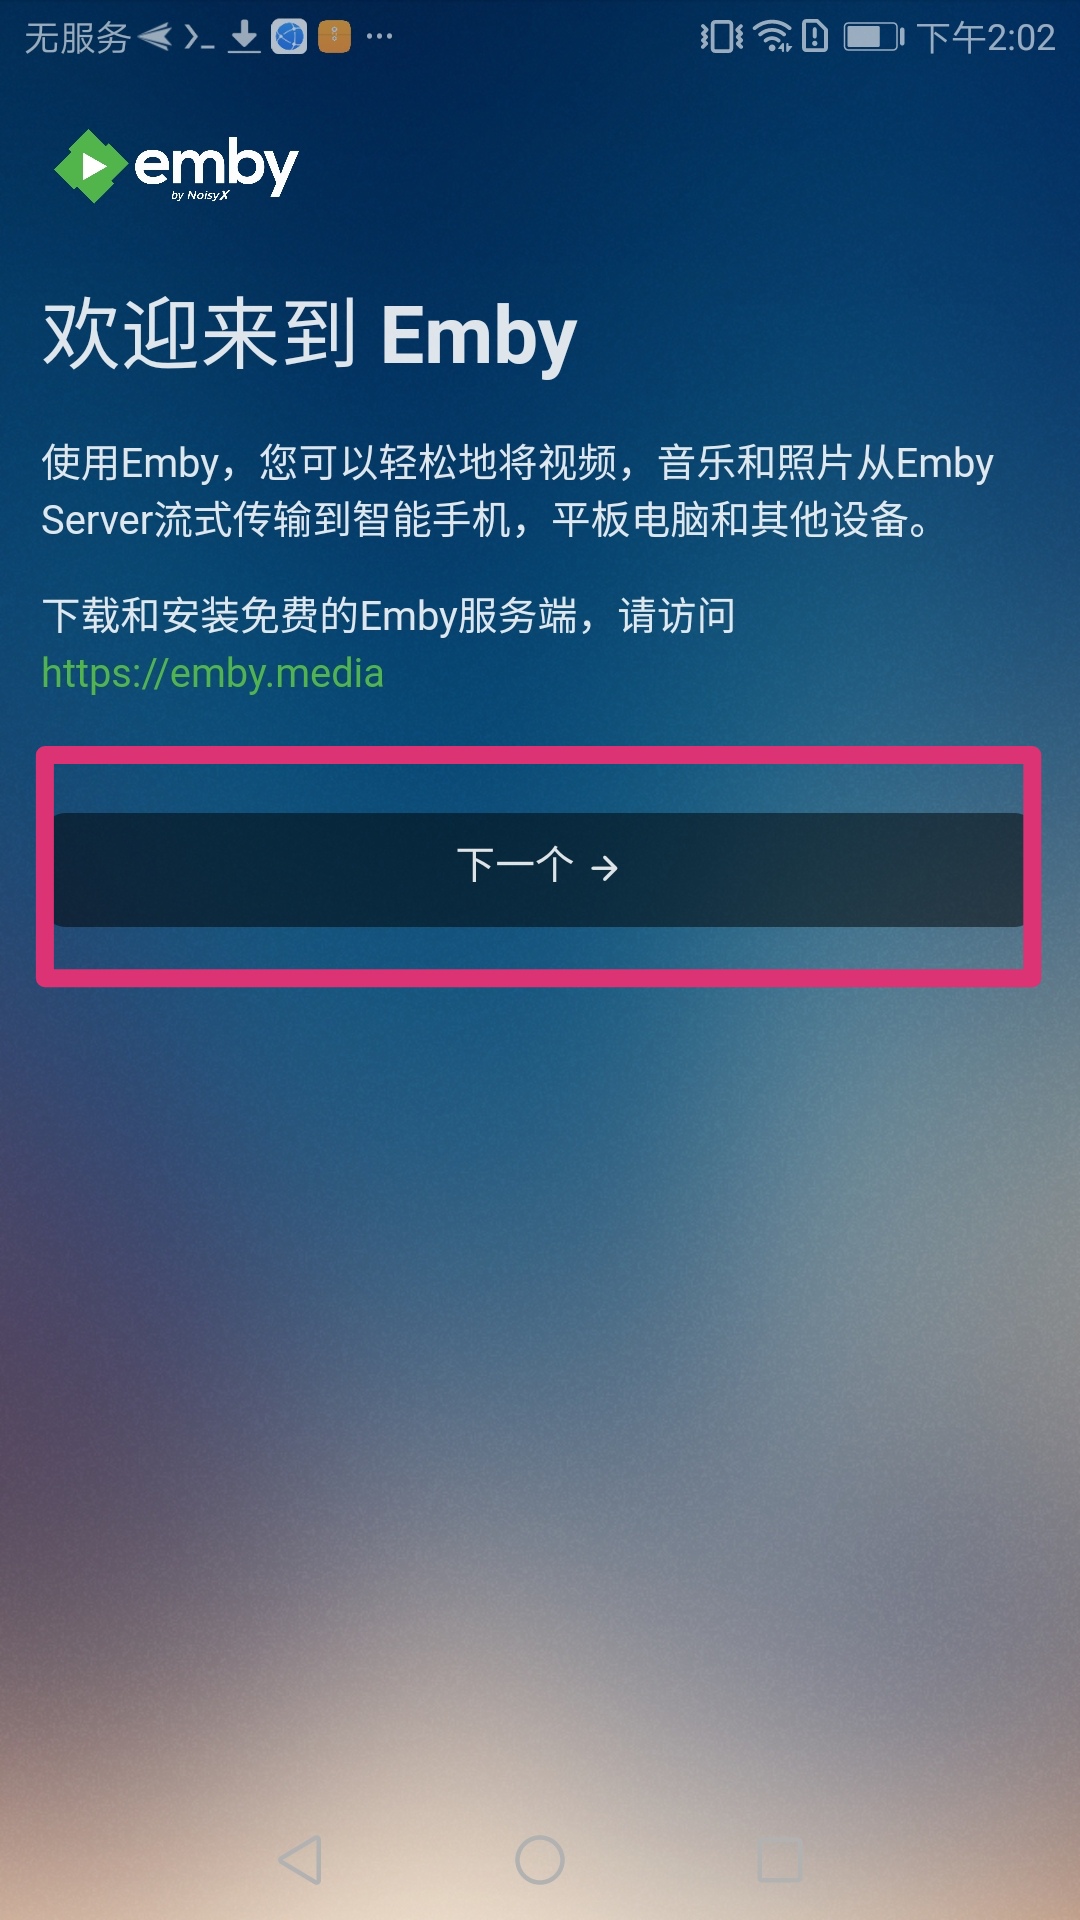 无服务 下午2:02
emby
by NoisyX
欢迎来到 Emby
使用Emby，您可以轻松地将视频，音乐和照片从Emby
Server流式传输到智能手机，平板电脑和其他设备。
下载和安装免费的Emby服务端，请访问
https://emby.media
下一个 →